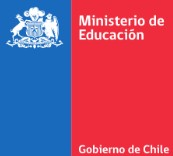 Ministerio de
Educación
Gobierno de Chile